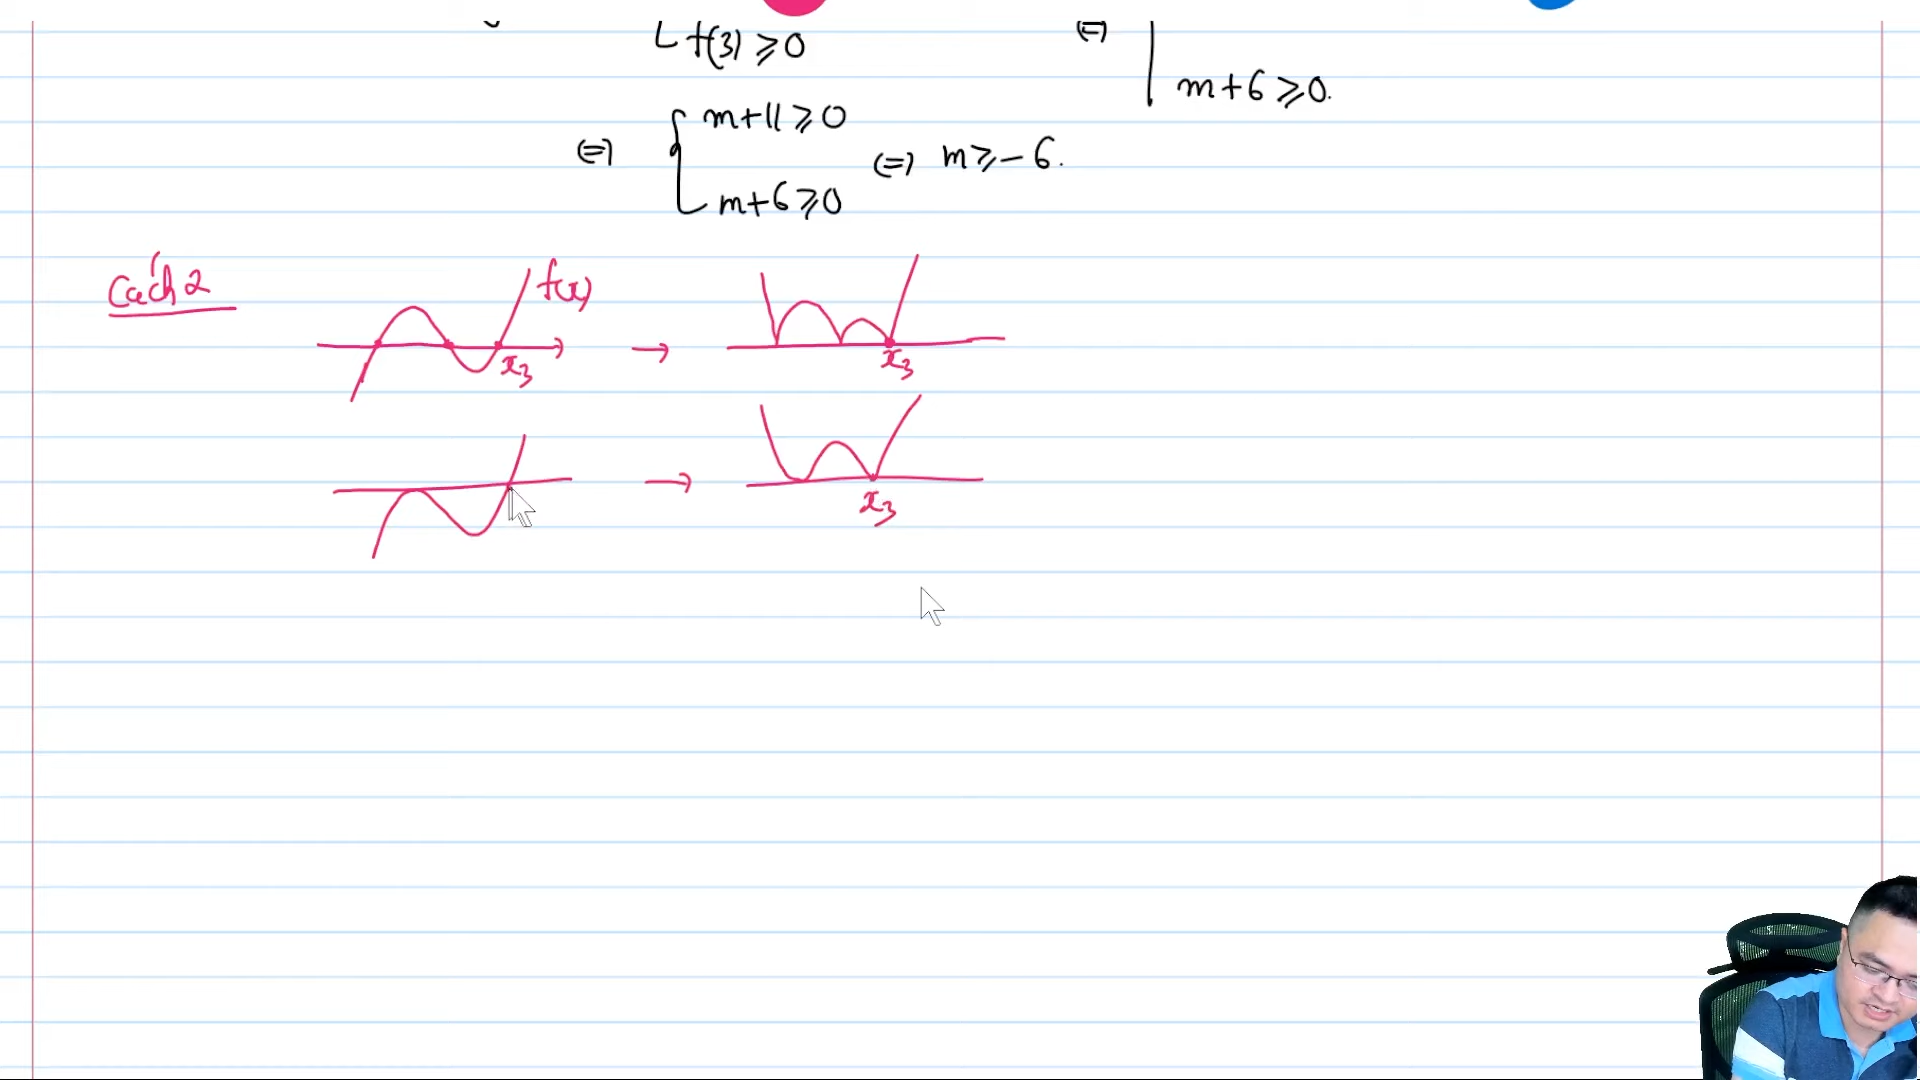 f(3) ⩾ 0
(=)
m+6 ⩾ 0.
m+11 ⩾ 0
(=)
(=) m ⩾ -6.
m+6 ⩾ 0
Cách 2
f(x)
x₃
→
x₃
→
x₃